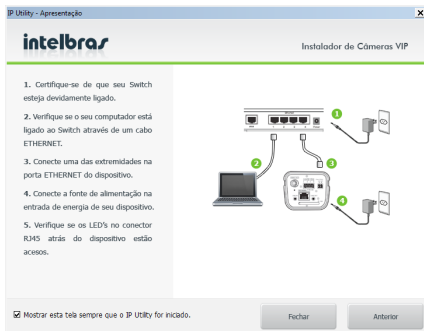 IP Utility - Apresentação
intelbras
Instalador de Câmeras VIP
1. Certifique-se de que seu Switch
esteja devidamente ligado.
2. Verifique se o seu computador está
ligado ao Switch através de um cabo
ETHERNET.
3. Conecte uma das extremidades na
porta ETHERNET do dispositivo.
4. Conecte a fonte de alimentação na
entrada de energia de seu dispositivo.
5. Verifique se os LED's no conector
RJ45 atrás do dispositivo estão
acesos.
1
2
3
4
Mostrar esta tela sempre que o IP Utility for iniciado.
Fechar
Anterior